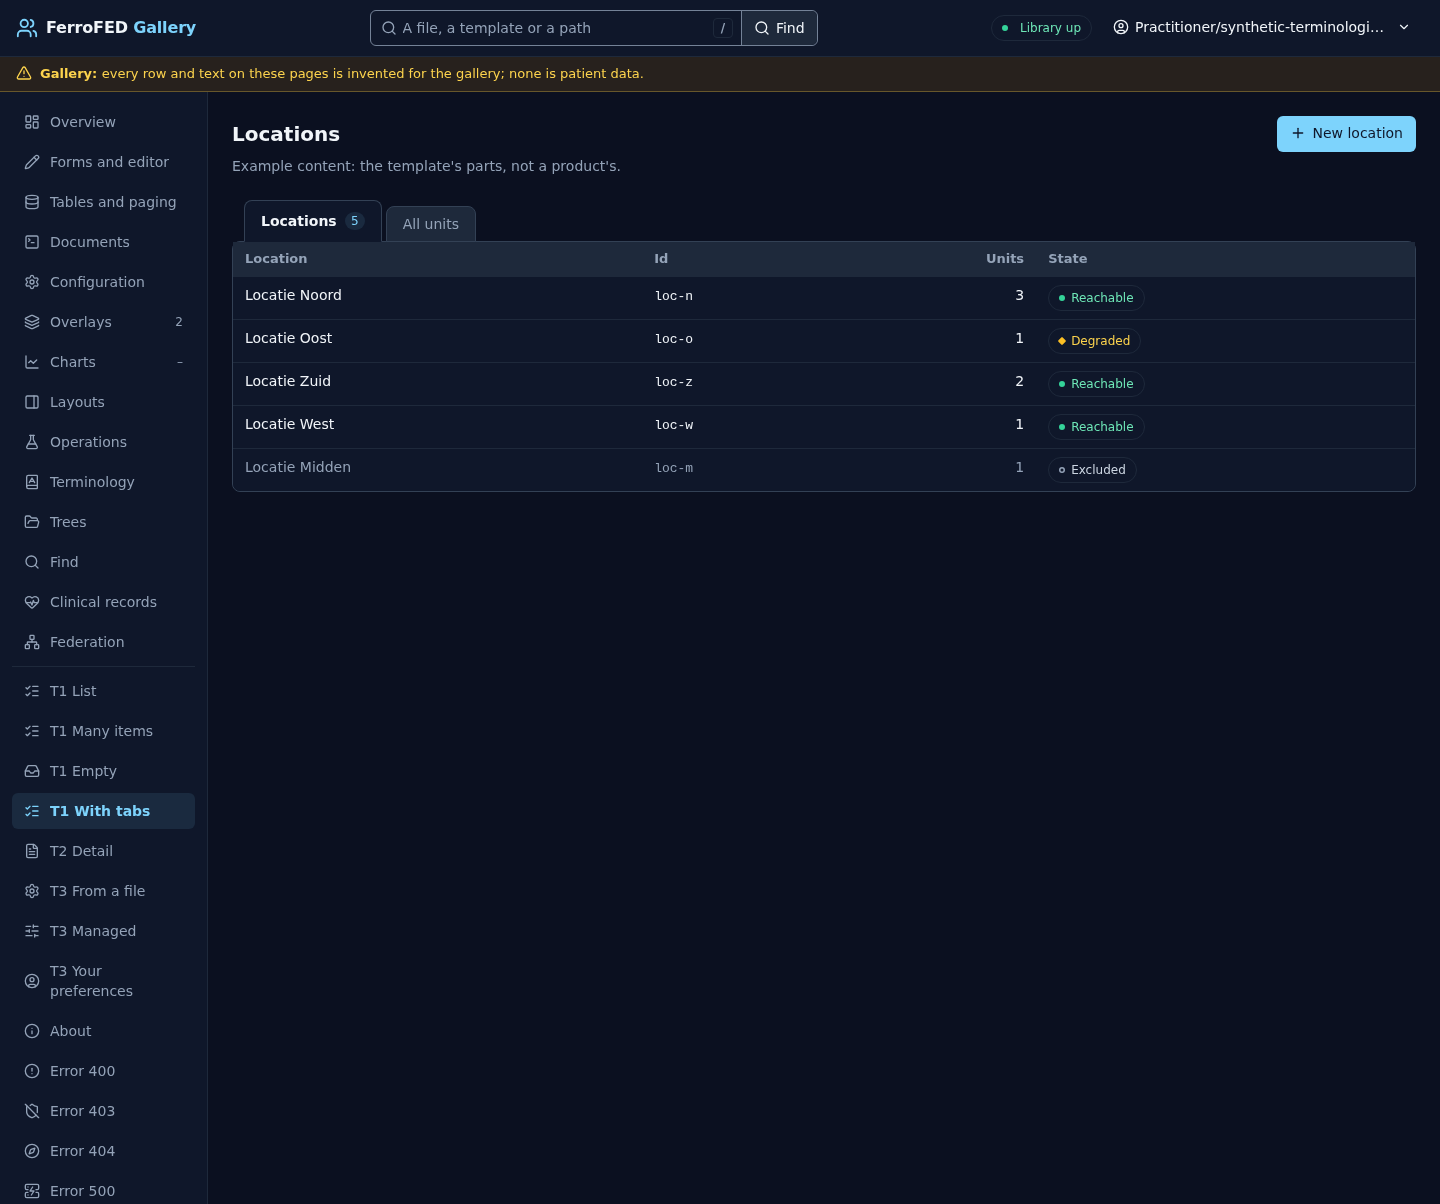 FerroFED Gallery
A file, a template or a path
/
Find
Library up
Practitioner/synthetic-terminologi…
Gallery: every row and text on these pages is invented for the gallery; none is patient data.
Overview
Forms and editor
Tables and paging
Documents
Configuration
Overlays 2
Charts –
Layouts
Operations
Terminology
Trees
Find
Clinical records
Federation
T1 List
T1 Many items
T1 Empty
T1 With tabs
T2 Detail
T3 From a file
T3 Managed
T3 Your
preferences
About
Error 400
Error 403
Error 404
Error 500
Locations
New location
Example content: the template's parts, not a product's.
Locations 5
All units
Location Id Units State
Locatie Noord loc-n 3 Reachable
Locatie Oost loc-o 1 Degraded
Locatie Zuid loc-z 2 Reachable
Locatie West loc-w 1 Reachable
Locatie Midden loc-m 1 Excluded